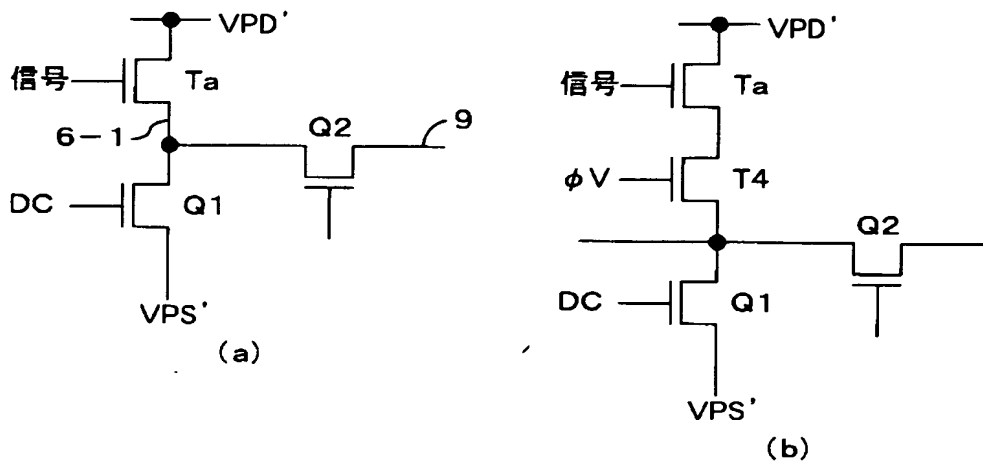 VPD'
信号
Ta
6-1
Q2
9
DC
Q1
VPS'
(a)
VPD'
信号
Ta
φV
T4
Q2
DC
Q1
VPS'
(b)